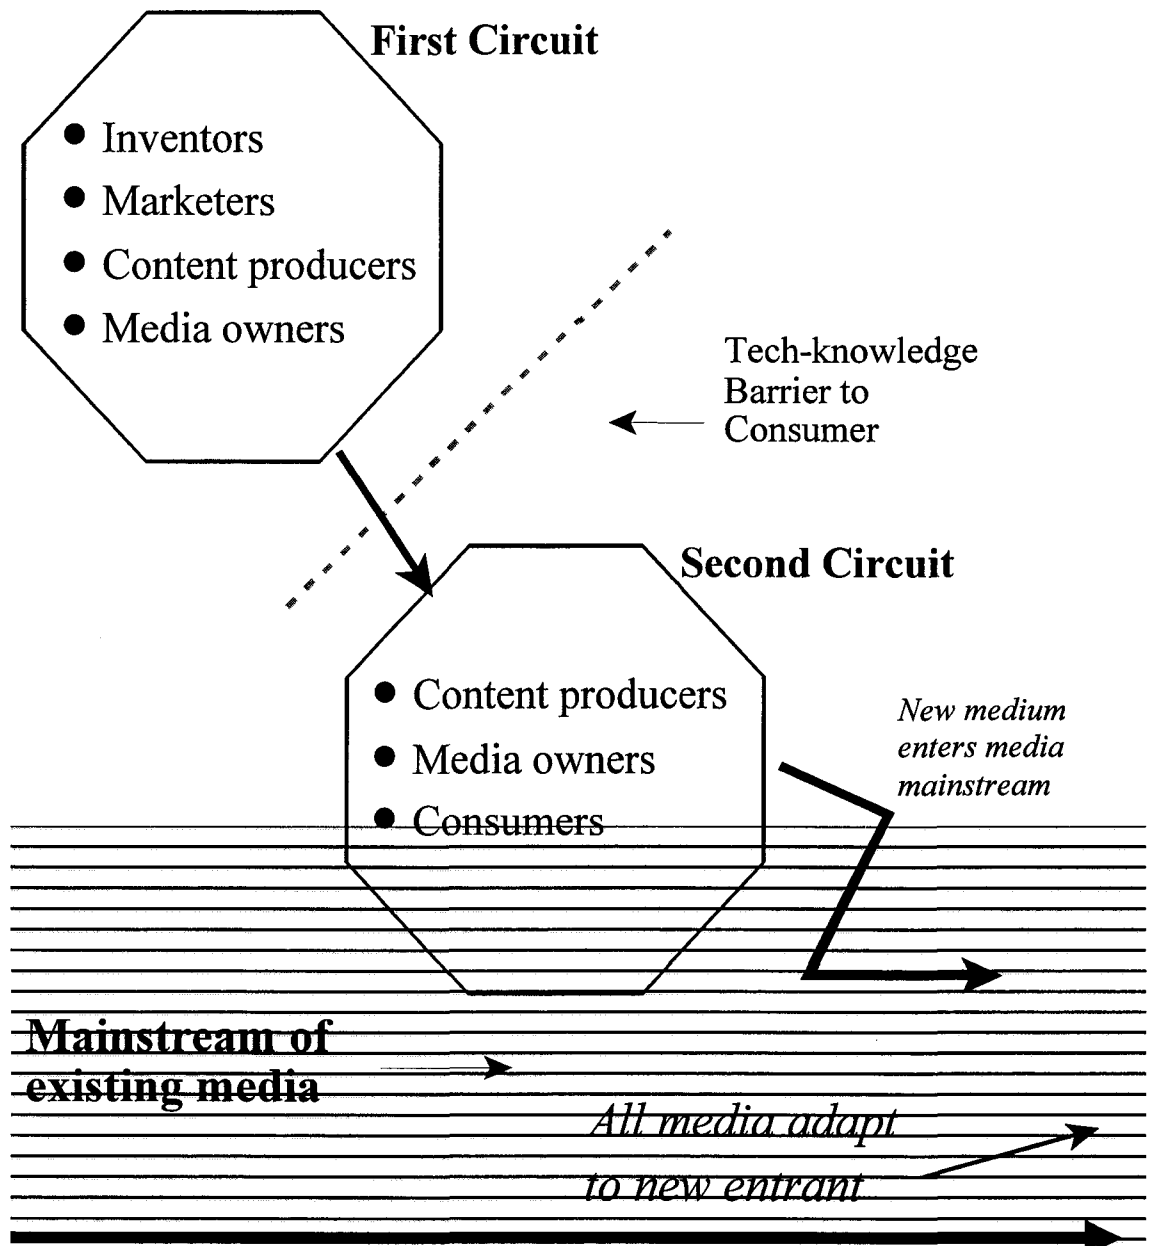 First Circuit
● Inventors
● Marketers
● Content producers
● Media owners
Tech-knowledge
Barrier to
Consumer
Second Circuit
● Content producers
● Media owners
● Consumers
New medium
enters media
mainstream
Mainstream of
existing media
All media adapt
to new entrant